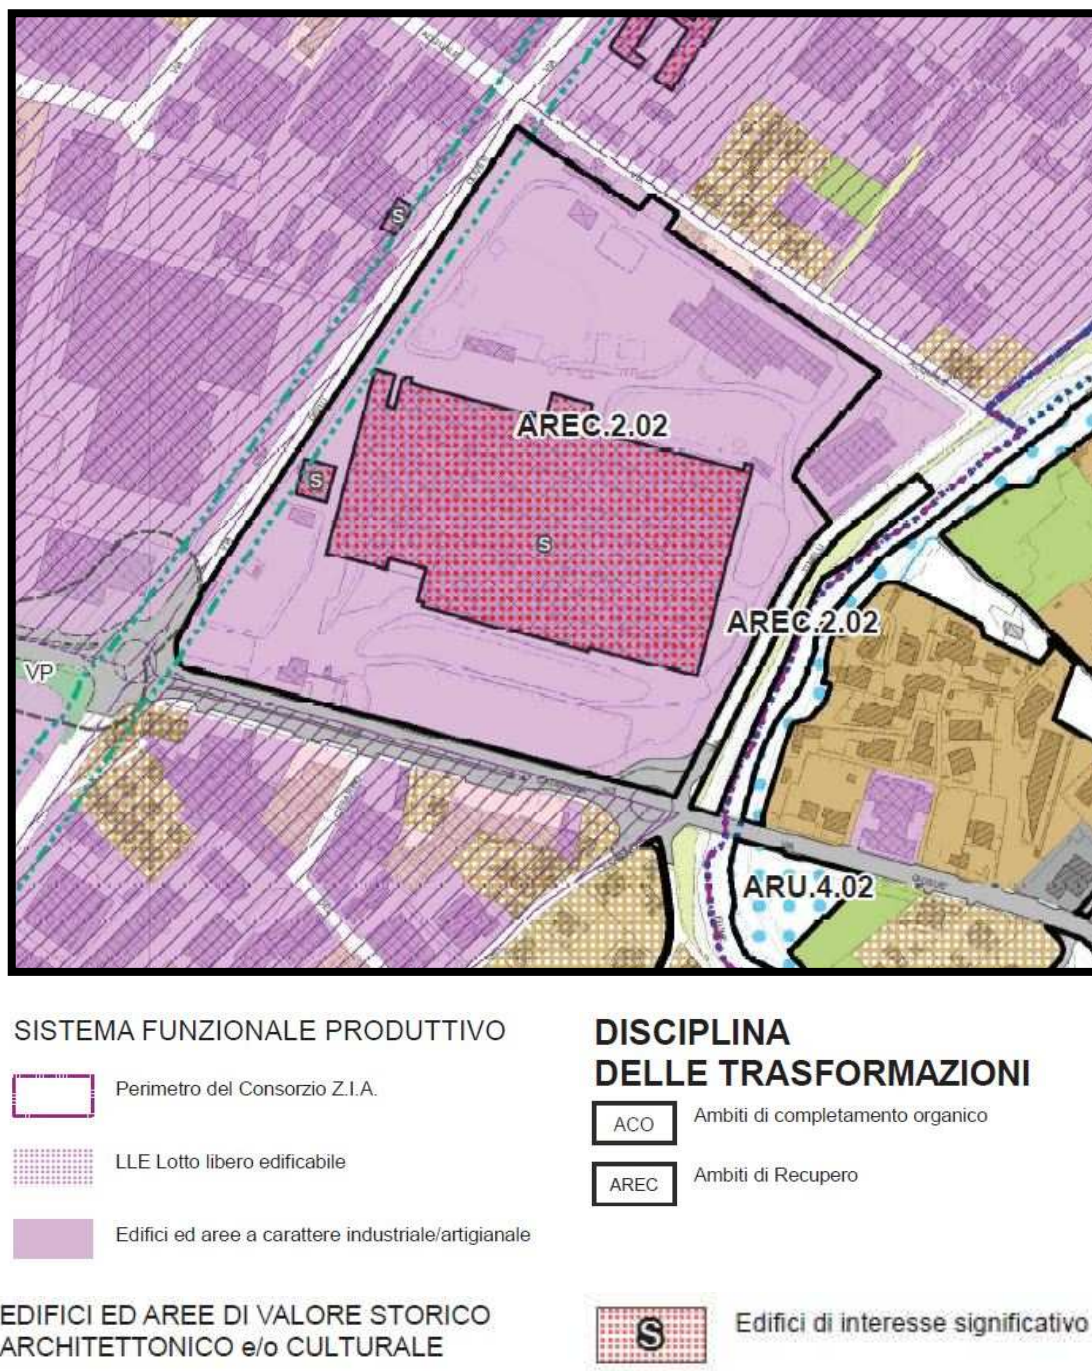 S
AREC.2.02
S
S
AREC.2.02
VP
ARU.4.02
SISTEMA FUNZIONALE PRODUTTIVO
Perimetro del Consorzio Z.I.A.
LLE Lotto libero edificabile
Edifici ed aree a carattere industriale/artigianale
DISCIPLINA
DELLE TRASFORMAZIONI
ACO Ambiti di completamento organico
AREC Ambiti di Recupero
EDIFICI ED AREE DI VALORE STORICO
ARCHITETTONICO e/o CULTURALE
S Edifici di interesse significativo